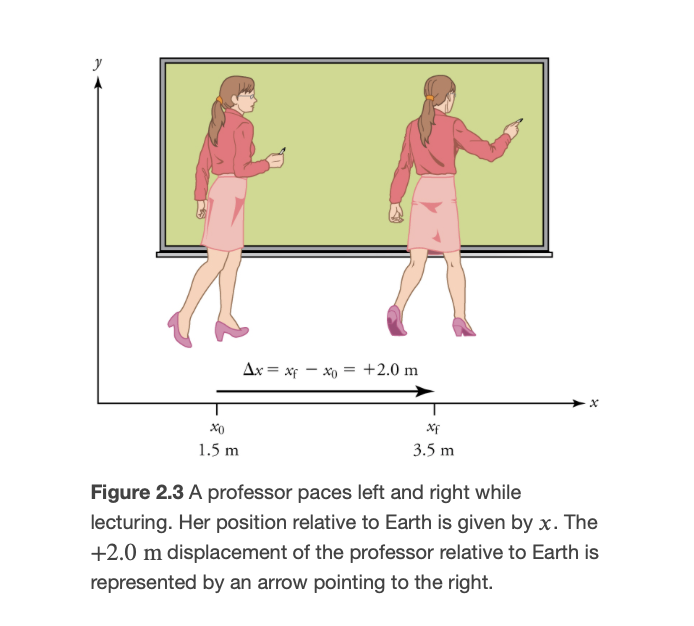 y
Δx = xf − x0 = +2.0 m
x
x0
xf
1.5 m
3.5 m
Figure 2.3 A professor paces left and right while
lecturing. Her position relative to Earth is given by x. The
+2.0 m displacement of the professor relative to Earth is
represented by an arrow pointing to the right.